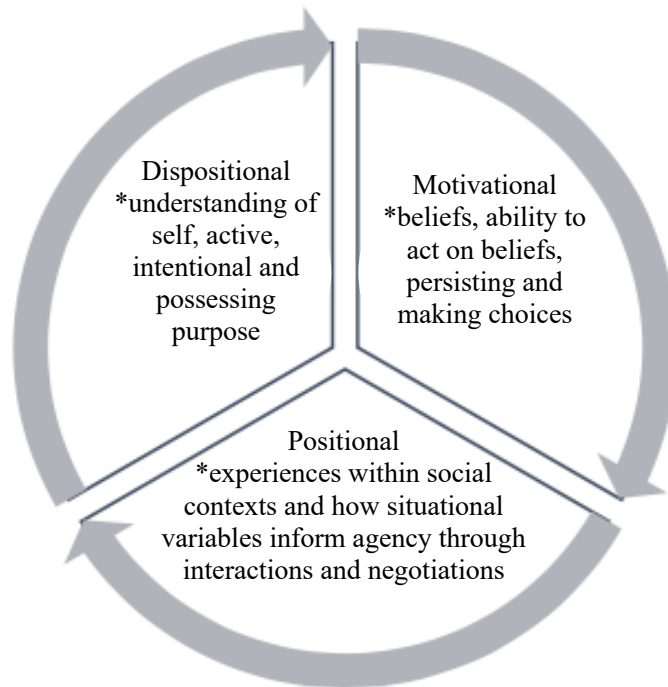 Dispositional
*understanding of
self, active,
intentional and
possessing
purpose
Motivational
*beliefs, ability to
act on beliefs,
persisting and
making choices
Positional
*experiences within social
contexts and how situational
variables inform agency through
interactions and negotiations